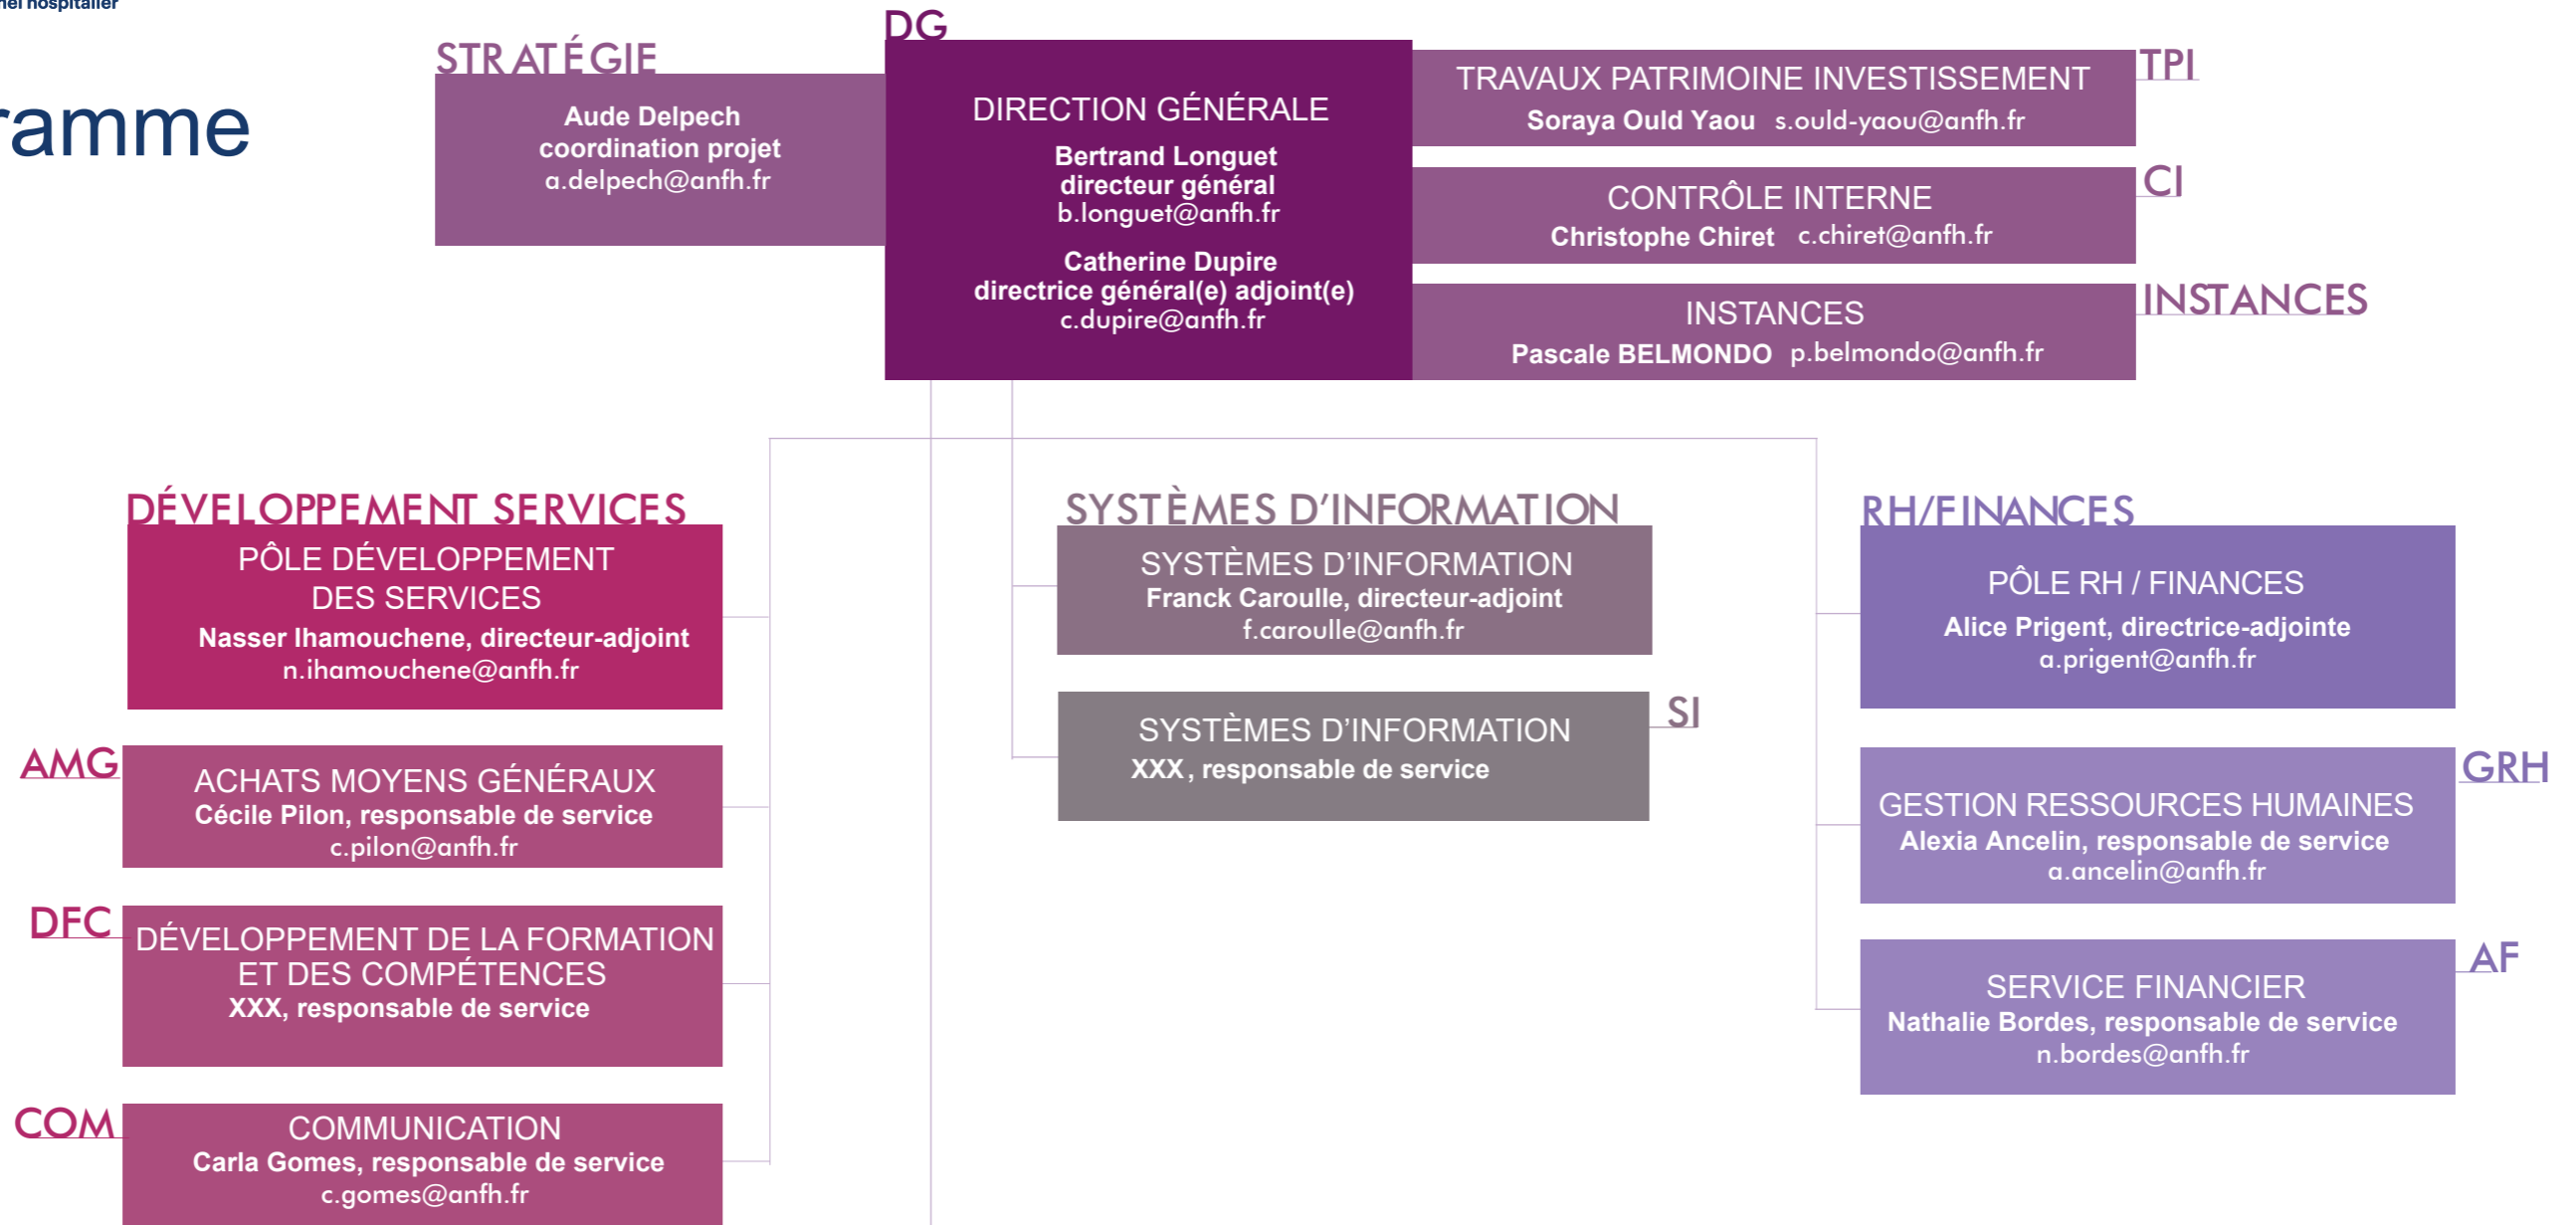 DG
STRATÉGIE
ramme
Aude Delpech
coordination projet
a.delpech@anfh.fr
DIRECTION GÉNÉRALE
Bertrand Longuet
directeur général
b.longuet@anfh.fr
Catherine Dupire
directrice général(e) adjoint(e)
c.dupire@anfh.fr
TRAVAUX PATRIMOINE INVESTISSEMENT
Soraya Ould Yaou s.ould-yaou@anfh.fr
TPI
CONTRÔLE INTERNE
Christophe Chiret c.chiret@anfh.fr
CI
INSTANCES
Pascale BELMONDO p.belmondo@anfh.fr
INSTANCES
DÉVELOPPEMENT SERVICES
PÔLE DÉVELOPPEMENT
DES SERVICES
Nasser Ihamouchene, directeur-adjoint
n.ihamouchene@anfh.fr
AMG
ACHATS MOYENS GÉNÉRAUX
Cécile Pilon, responsable de service
c.pilon@anfh.fr
DFC
DÉVELOPPEMENT DE LA FORMATION
ET DES COMPÉTENCES
XXX, responsable de service
COM
COMMUNICATION
Carla Gomes, responsable de service
c.gomes@anfh.fr
SYSTÈMES D’INFORMATION
SYSTÈMES D’INFORMATION
Franck Caroulle, directeur-adjoint
f.caroulle@anfh.fr
SYSTÈMES D’INFORMATION
XXX, responsable de service
SI
RH/FINANCES
PÔLE RH / FINANCES
Alice Prigent, directrice-adjointe
a.prigent@anfh.fr
GRH
GESTION RESSOURCES HUMAINES
Alexia Ancelin, responsable de service
a.ancelin@anfh.fr
AF
SERVICE FINANCIER
Nathalie Bordes, responsable de service
n.bordes@anfh.fr